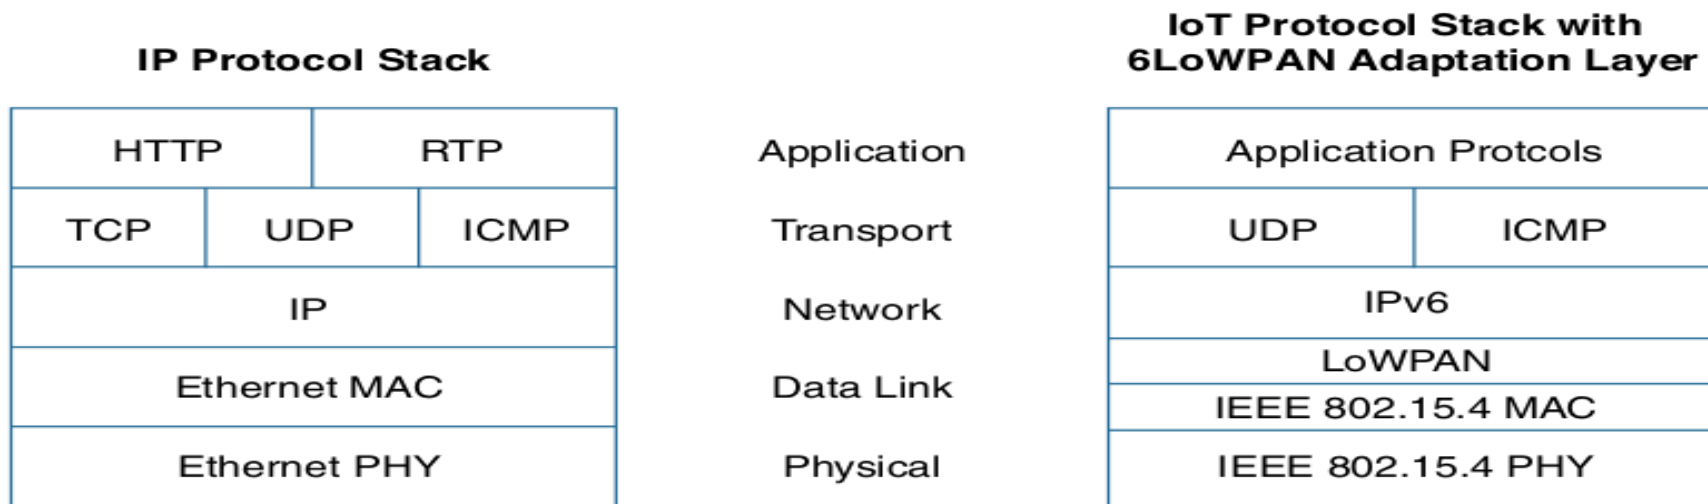 IP Protocol Stack
IoT Protocol Stack with
6LoWPAN Adaptation Layer
HTTP RTP Application Application Protcols
TCP UDP ICMP Transport UDP ICMP
IP Network IPv6
Ethernet MAC Data Link LoWPAN
IEEE 802.15.4 MAC
Ethernet PHY Physical IEEE 802.15.4 PHY